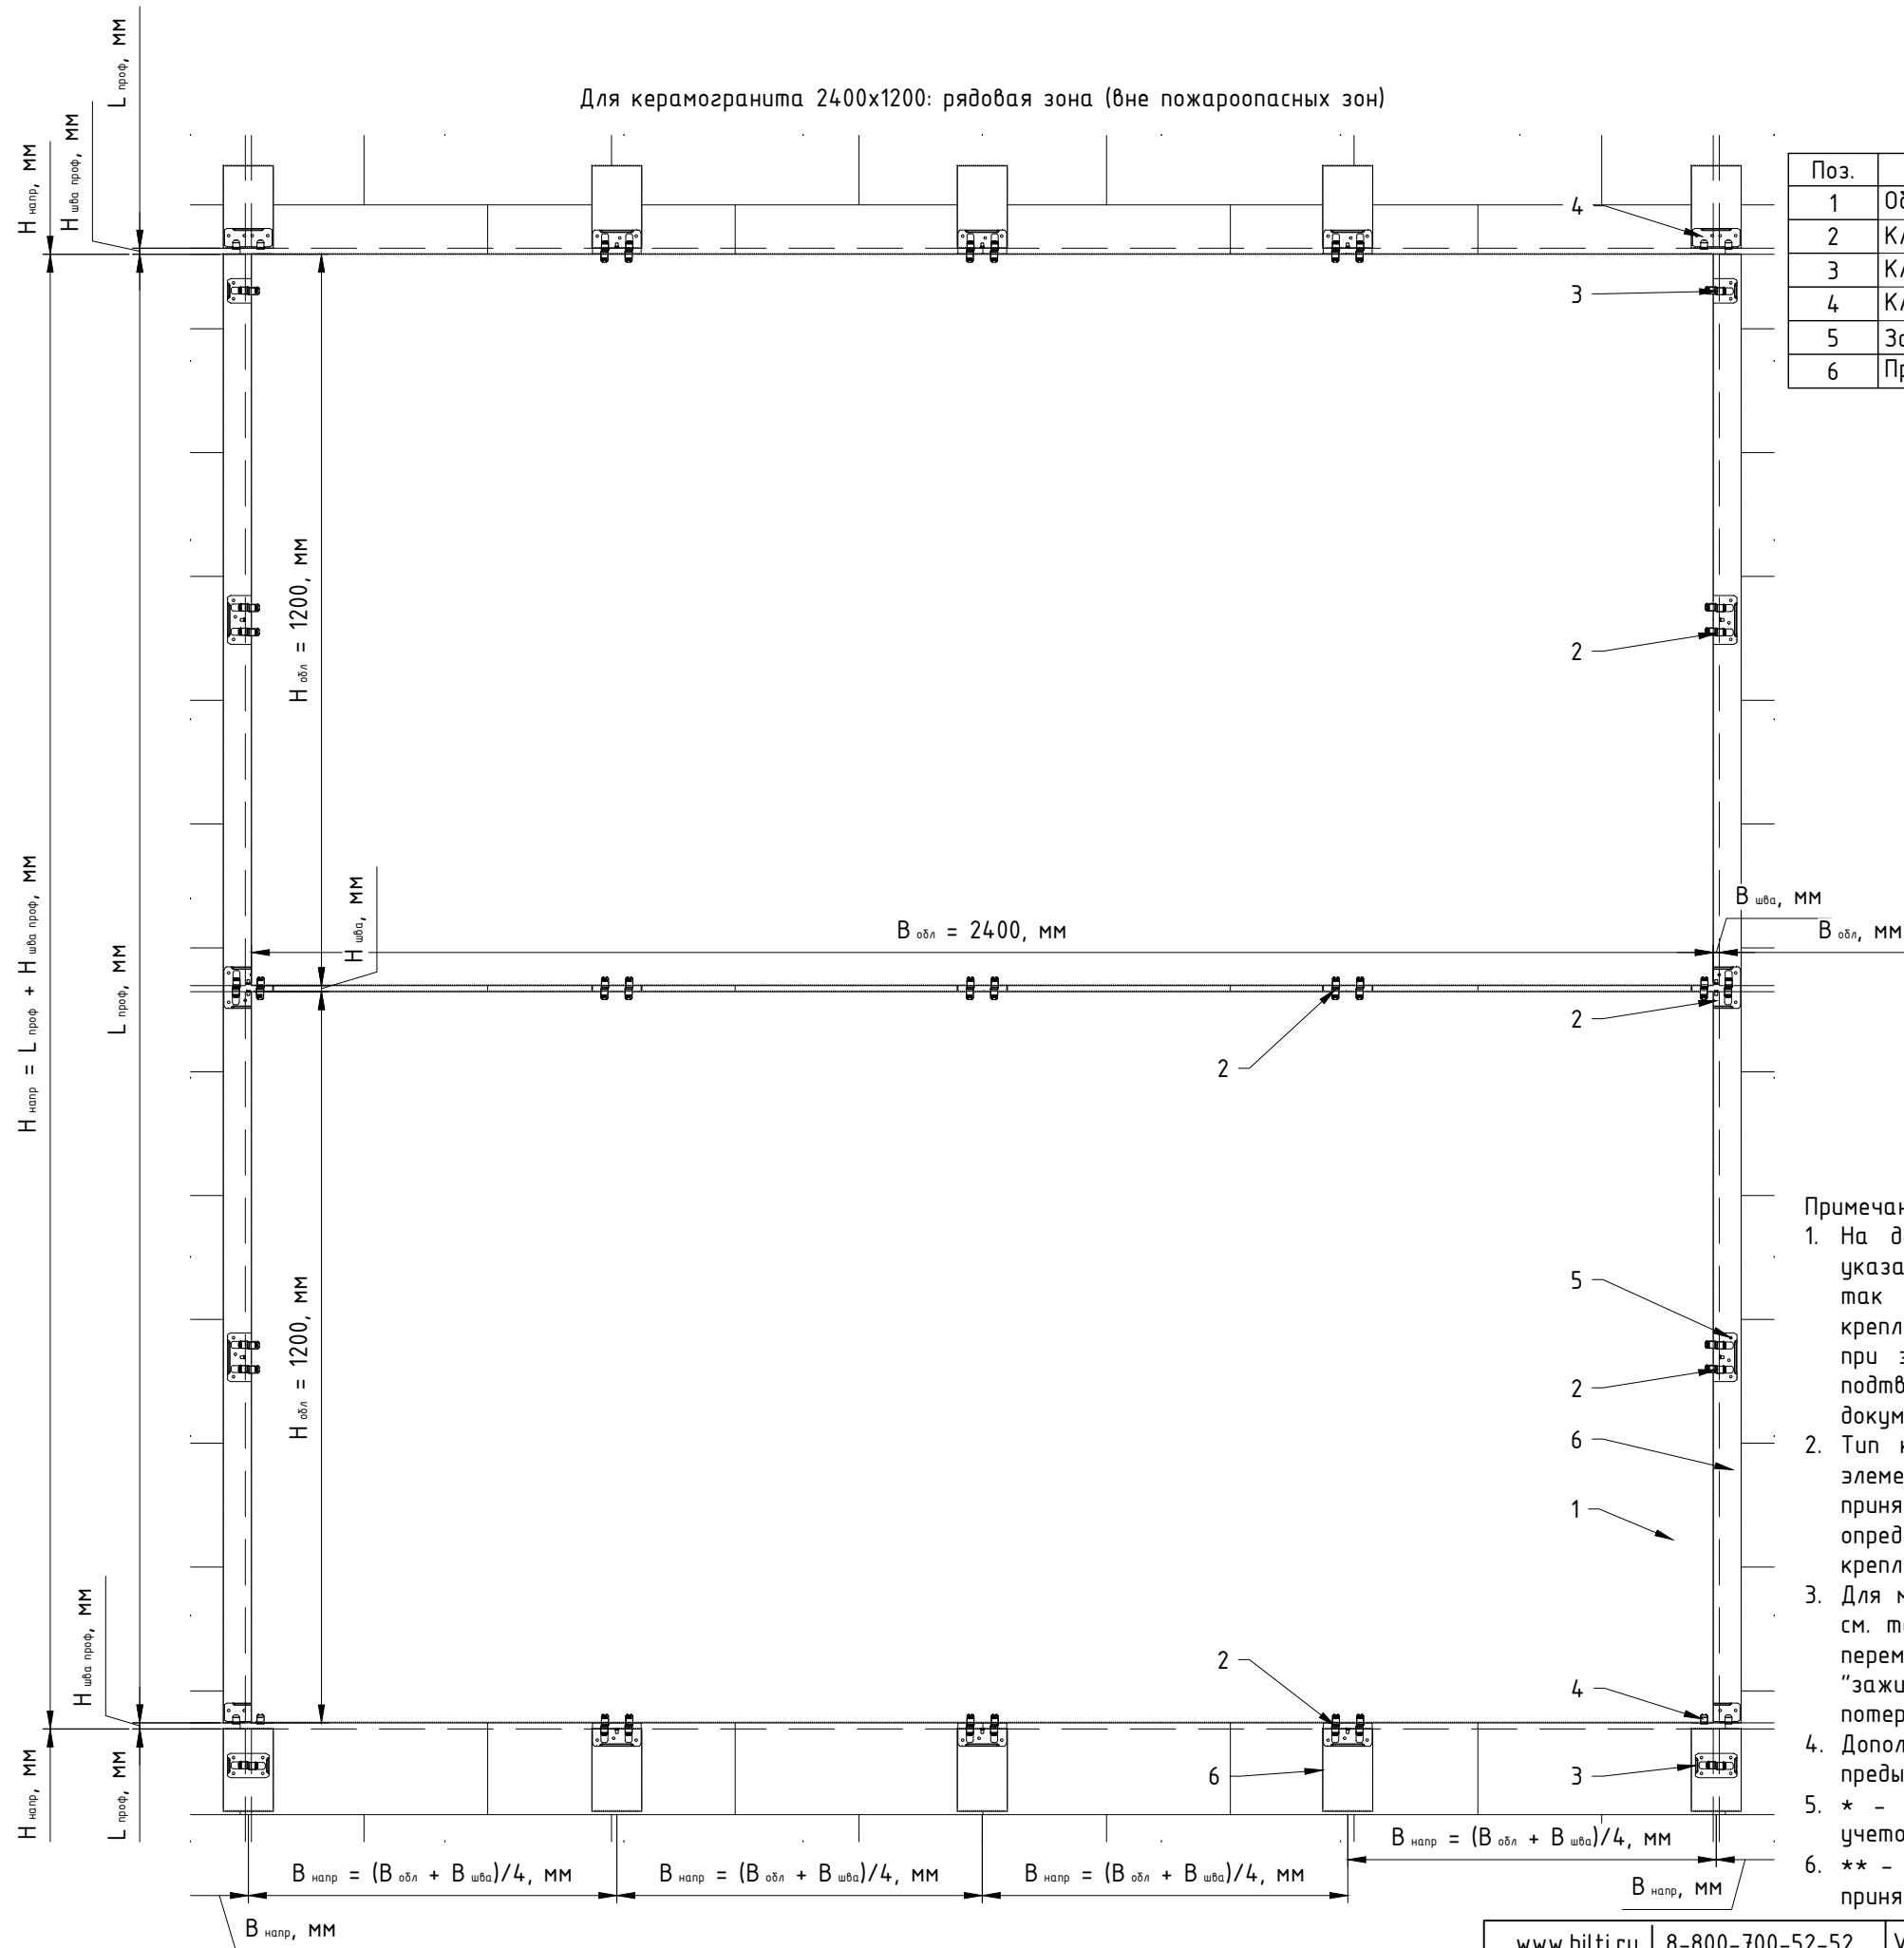 Для керамогранита 2400х1200: рядовая зона (вне пожароопасных зон)
L проф, мм
H напр, мм
H шва проф, мм
Поз.
1
2
3
4
5
6
4
3
H обл = 1200, мм
2
H напр = L проф + H шва проф, мм
L проф, мм
H шва, мм
B обл = 2400, мм
B шва, мм
B обл, мм
2
2
H обл = 1200, мм
5
2
6
1
H шва проф, мм
2
4
H напр, мм
L проф, мм
6
3
B напр = (B обл + B шва)/4, мм
B напр = (B обл + B шва)/4, мм
B напр = (B обл + B шва)/4, мм
B напр = (B обл + B шва)/4, мм
B напр, мм
B напр, мм
1. На
указа
так
крепл
при
подтв
докум
2. Тип
элеме
приня
опред
крепл
3. Для
см.
перем
"зажи
потер
4. Допол
преды
5. * -
учето
6. ** -
приня
www.hilti.ru
8-800-700-52-52